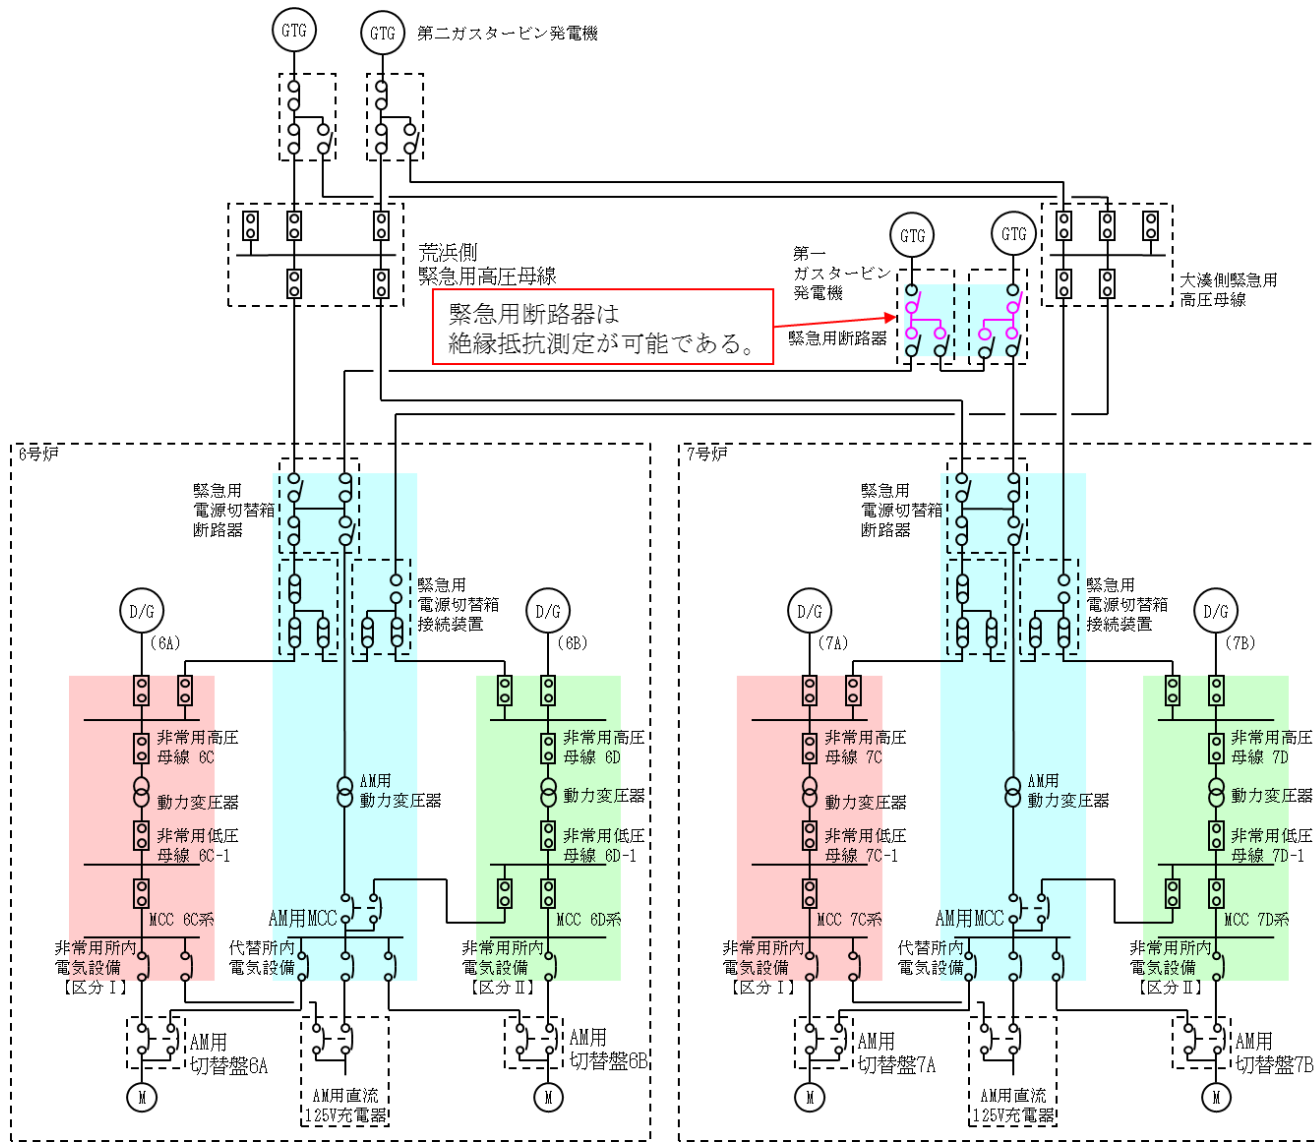 GTG
GTG
第二ガスタービン発電機
荒浜側
緊急用高圧母線
GTG
GTG
第一
ガスタービン
発電機
大湊側緊急用
高圧母線
緊急用断路器は
絶縁抵抗測定が可能である。
緊急用断路器
6号炉
緊急用
電源切替箱
断路器
緊急用
電源切替箱
接続装置
D/G
(6A)
D/G
(6B)
非常用高圧
母線 6C
動力変圧器
非常用低圧
母線 6C-1
MCC 6C系
非常用所内
電気設備
【区分Ⅰ】
AM用
動力変圧器
AM用MCC
代替所内
電気設備
非常用高圧
母線 6D
動力変圧器
非常用低圧
母線 6D-1
MCC 6D系
非常用所内
電気設備
【区分Ⅱ】
AM用
切替盤6A
M
AM用直流
125V充電器
AM用
切替盤6B
M
7号炉
緊急用
電源切替箱
断路器
緊急用
電源切替箱
接続装置
D/G
(7A)
D/G
(7B)
非常用高圧
母線 7C
動力変圧器
非常用低圧
母線 7C-1
MCC 7C系
非常用所内
電気設備
【区分Ⅰ】
AM用
動力変圧器
AM用MCC
代替所内
電気設備
非常用高圧
母線 7D
動力変圧器
非常用低圧
母線 7D-1
MCC 7D系
非常用所内
電気設備
【区分Ⅱ】
AM用
切替盤7A
M
AM用直流
125V充電器
AM用
切替盤7B
M